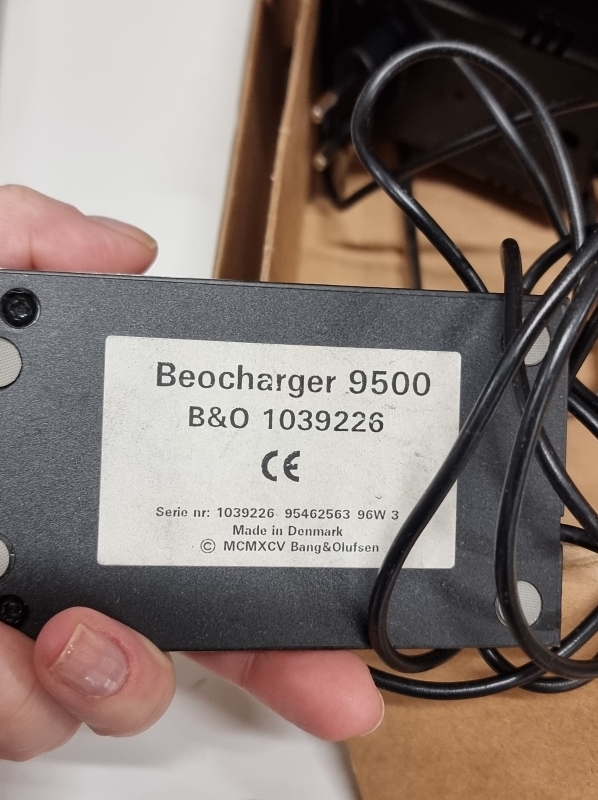 Beocharger 9500
B&O 1039226
CE
Serie nr: 1039226 95462563 96W 3
Made in Denmark
© MCMXCV Bang&Olufsen